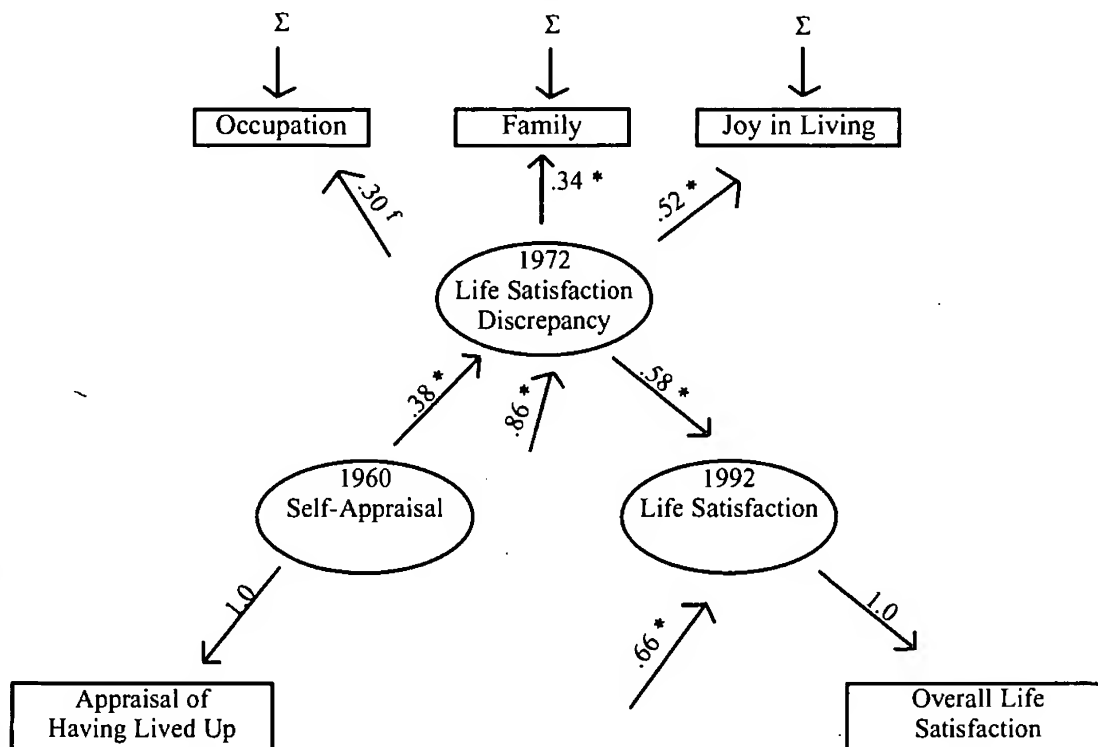 Σ Σ Σ
Occupation Family Joy in Living
.30 f .34 * .52 *
1972
Life Satisfaction
Discrepancy
.38 * .86 * .58 *
1960 1992
Self-Appraisal Life Satisfaction
1.0 .66 * 1.0
Appraisal of Overall Life
Having Lived Up Satisfaction